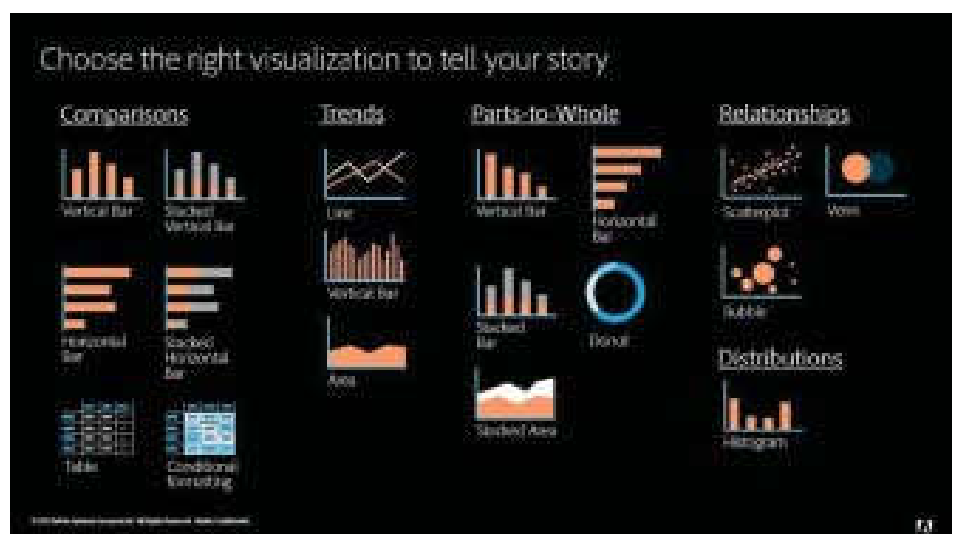 Choose the right visualization to tell your story
Comparisons
Vertical Bar
Stacked
Vertical Bar
Horizontal
Bar
Stacked
Horizontal
Bar
Table
Conditional
formatting
Trends
Line
Vertical Bar
Area
Parts-to-Whole
Vertical Bar
Horizontal
Bar
Stacked
Bar
Donut
Stacked Area
Relationships
Scatterplot
Venn
Bubble
Distributions
Histogram